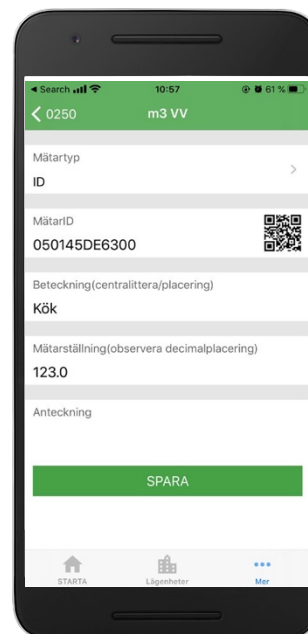 Search 10:57 61 %
0250 m3 VV
Mätartyp
ID
MätarID
050145DE6300
Beteckning(centralittera/placering)
Kök
Mätarställning(observera decimalplacering)
123.0
Anteckning
SPARA
STARTA Lägenheter Mer